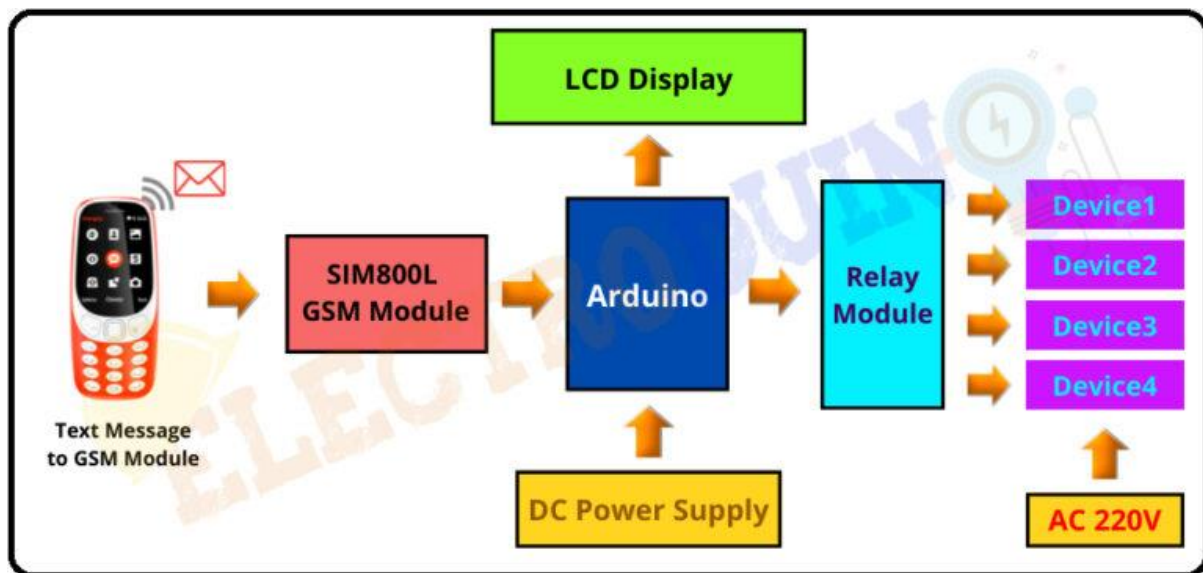 LCD Display
SIM800L
GSM Module
Arduino
Relay
Module
Device1
Device2
Device3
Device4
Text Message
to GSM Module
DC Power Supply
AC 220V
ELECTRODUINO